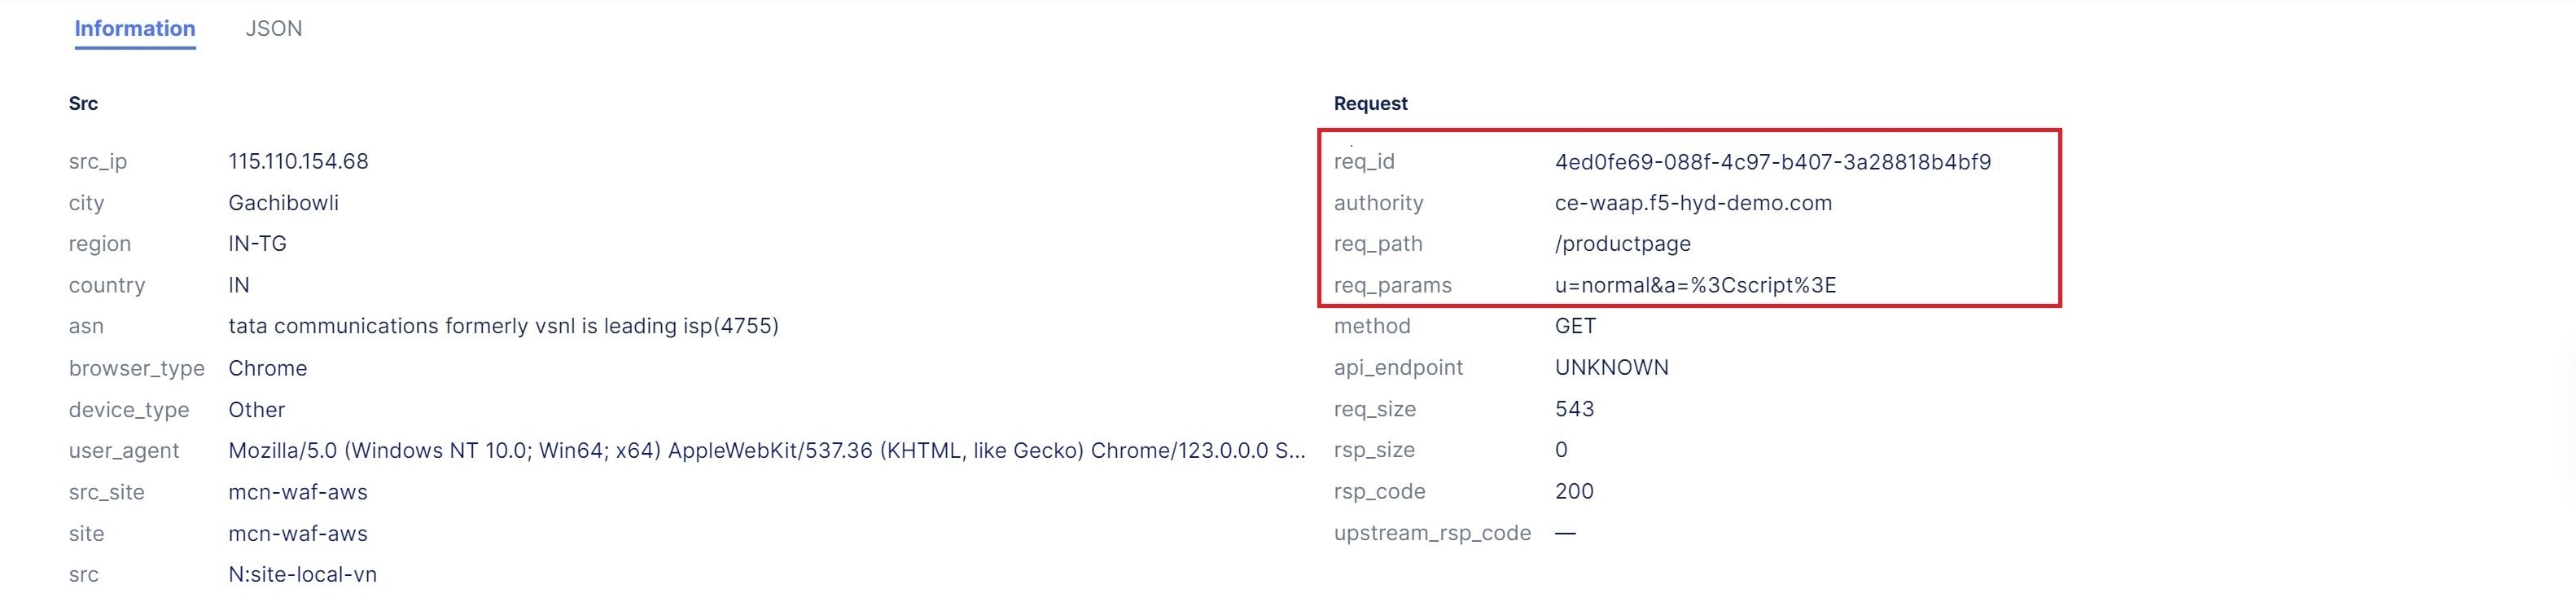 Information JSON
Src
src_ip 115.110.154.68
city Gachibowli
region IN-TG
country IN
asn tata communications formerly vsnl is leading isp(4755)
browser_type Chrome
device_type Other
user_agent Mozilla/5.0 (Windows NT 10.0; Win64; x64) AppleWebKit/537.36 (KHTML, like Gecko) Chrome/123.0.0.0 S...
src_site mcn-waf-aws
site mcn-waf-aws
src N:site-local-vn
Request
req_id 4ed0fe69-088f-4c97-b407-3a28818b4bf9
authority ce-waap.f5-hyd-demo.com
req_path /productpage
req_params u=normal&a=%3Cscript%3E
method GET
api_endpoint UNKNOWN
req_size 543
rsp_size 0
rsp_code 200
upstream_rsp_code —